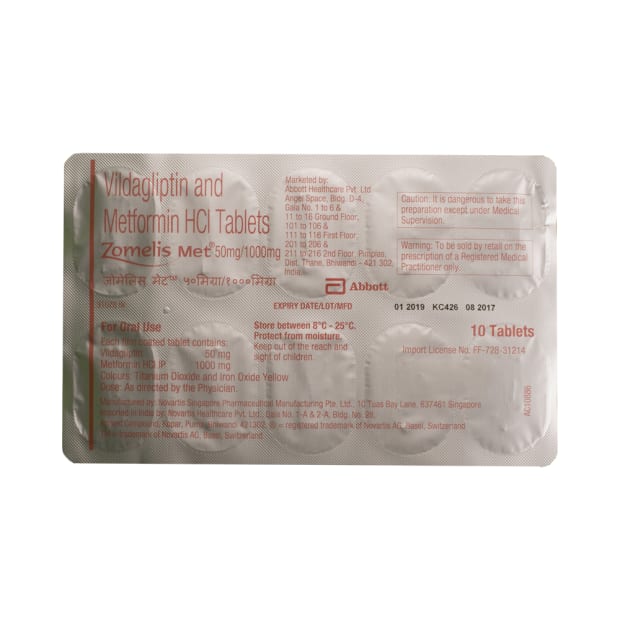 Vildagliptin and
Metformin HCl Tablets
Zomelis Met® 50mg/1000mg
जोमेलिस मेट™ ५०मिग्रा/१०००मिग्रा
Marketed by:
Abbott Healthcare Pvt. Ltd
Angel Space, Bldg. D-4,
Gala No. 1 to 6 &
11 to 16 Ground Floor,
101 to 106 &
111 to 116 First Floor,
201 to 206 &
211 to 216 2nd Floor, Pimplas,
Dist. Thane, Bhiwandi - 421 302,
India.
Abbott
Caution: It is dangerous to take this
preparation except under Medical
Supervision.
Warning: To be sold by retail on the
prescription of a Registered Medical
Practitioner only.
EXPIRY DATE/LOT/MFD
01 2019 KC426 08 2017
For Oral Use
Each film coated tablet contains:
Vildagliptin 50 mg
Metformin HCl IP 1000 mg
Colours: Titanium Dioxide and Iron Oxide Yellow
Dose: As directed by the Physician.
Store between 8°C - 25°C.
Protect from moisture.
Keep out of the reach and
sight of children.
10 Tablets
Import License No. FF-728-31214
Manufactured by: Novartis Singapore Pharmaceutical Manufacturing Pte. Ltd., 10 Tuas Bay Lane, 637461 Singapore
Imported in India by: Novartis Healthcare Pvt. Ltd., Gala No. 1-A & 2-A, Bldg. No. 28,
Compound, Kopar, Purna, Bhiwandi 421302. ® = registered trademark of Novartis AG, Basel, Switzerland
trademark of Novartis AG, Basel, Switzerland